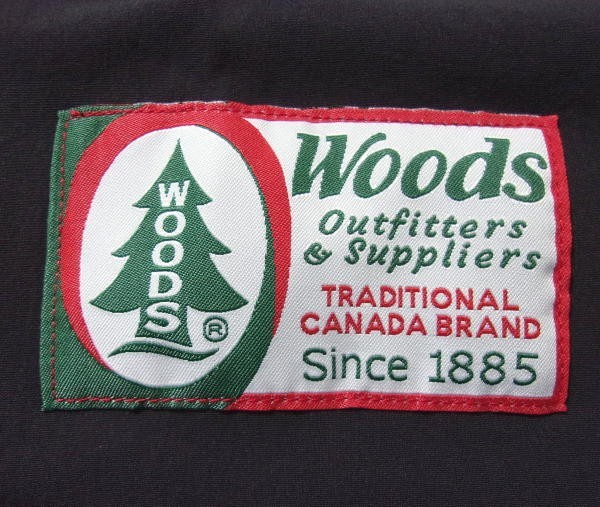 WOODS
®
Woods
Outfitters
& Suppliers
TRADITIONAL
CANADA BRAND
Since 1885